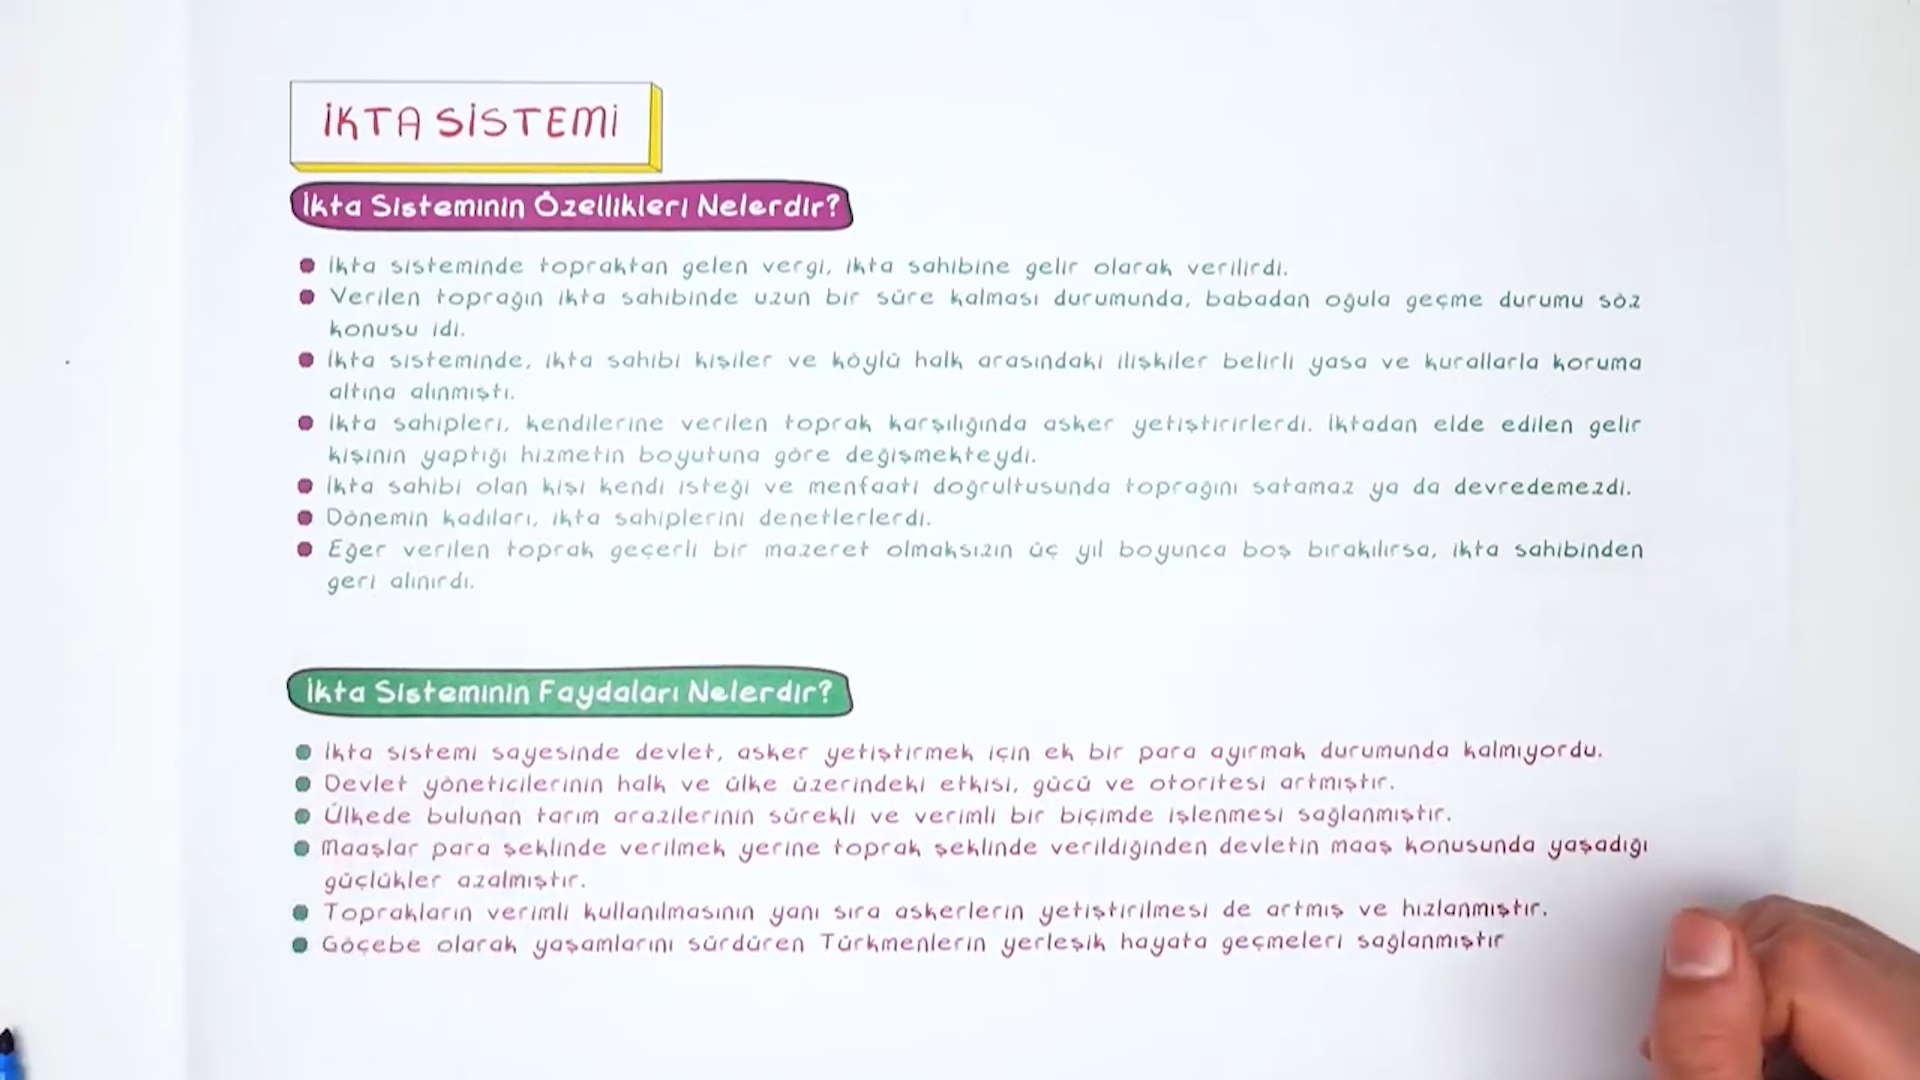 İKTA SİSTEMİ
İkta Sisteminin Özellikleri Nelerdir?
İkta sisteminde topraktan gelen vergi, ikta sahibine gelir olarak verilirdi.
Verilen toprağın ikta sahibinde uzun bir süre kalması durumunda, babadan oğula geçme durumu söz
konusu idi.
İkta sisteminde, ikta sahibi kişiler ve köylü halk arasındaki ilişkiler belirli yasa ve kurallarla koruma
altına alınmıştı.
İkta sahipleri, kendilerine verilen toprak karşılığında asker yetiştirirlerdi. İktadan elde edilen gelir
kişinin yaptığı hizmetin boyutuna göre değişmekteydi.
İkta sahibi olan kişi kendi isteği ve menfaati doğrultusunda toprağını satamaz ya da devredemezdi.
Dönemin kadıları, ikta sahiplerini denetlerlerdi.
Eğer verilen toprak geçerli bir mazeret olmaksızın üç yıl boyunca boş bırakılırsa, ikta sahibinden
geri alınırdı.
İkta Sisteminin Faydaları Nelerdir?
İkta sistemi sayesinde devlet, asker yetiştirmek için ek bir para ayırmak durumunda kalmıyordu.
Devlet yöneticilerinin halk ve ülke üzerindeki etkisi, gücü ve otoritesi artmıştır.
Ülkede bulunan tarım arazilerinin sürekli ve verimli bir biçimde işlenmesi sağlanmıştır.
Maaşlar para şeklinde verilmek yerine toprak şeklinde verildiğinden devletin maaş konusunda yaşadığı
güçlükler azalmıştır.
Toprakların verimli kullanılmasının yanı sıra askerlerin yetiştirilmesi de artmış ve hızlanmıştır.
Göçebe olarak yaşamlarını sürdüren Türkmenlerin yerleşik hayata geçmeleri sağlanmıştır